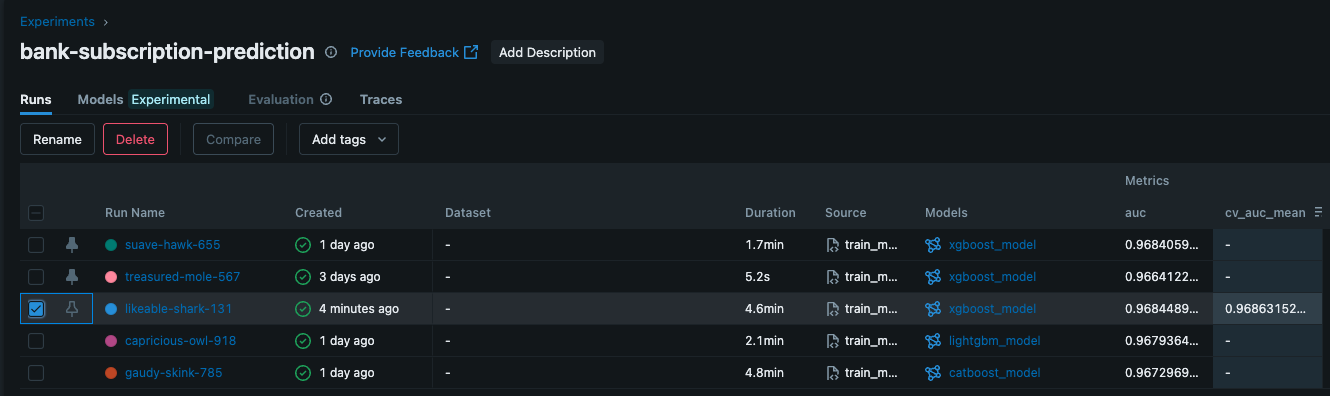 Experiments ›
bank-subscription-prediction Provide Feedback Add Description
Runs Models Experimental Evaluation Traces
Rename Delete Compare Add tags
Metrics
Run Name Created Dataset Duration Source Models auc cv_auc_mean
suave-hawk-655 1 day ago - 1.7min train_m... xgboost_model 0.9684059... -
treasured-mole-567 3 days ago - 5.2s train_m... xgboost_model 0.9664122... -
likeable-shark-131 4 minutes ago - 4.6min train_m... xgboost_model 0.9684489... 0.96863152...
capricious-owl-918 1 day ago - 2.1min train_m... lightgbm_model 0.9679364... -
gaudy-skink-785 1 day ago - 4.8min train_m... catboost_model 0.9672969... -